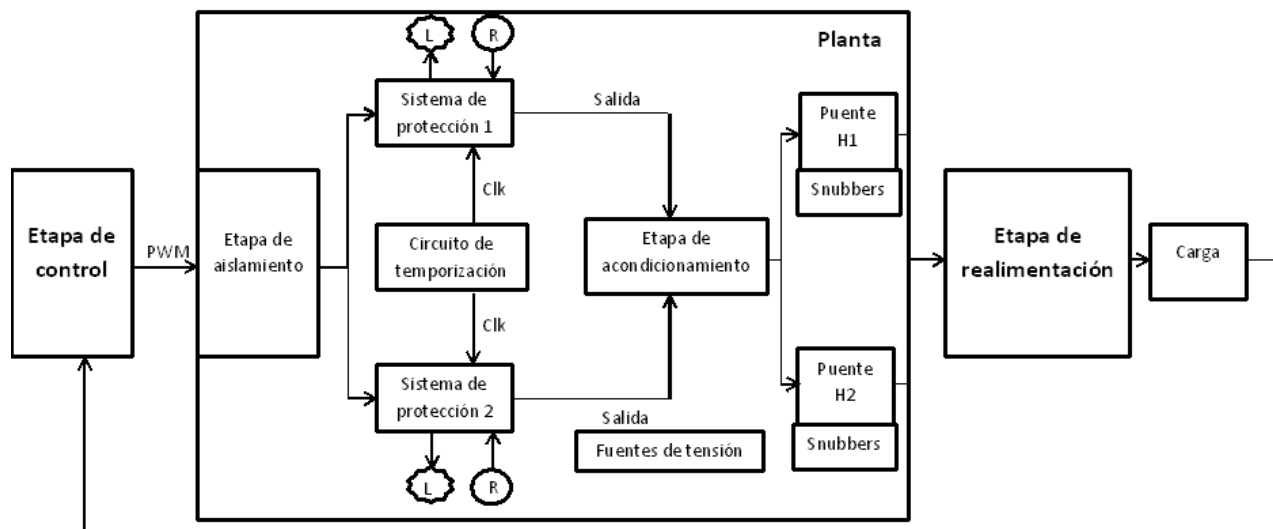 L
R
Planta
Sistema de
protección 1
Salida
Puente
H1
Snubbers
Clk
Etapa de
control
PWM
Etapa de
aislamiento
Circuito de
temporización
Etapa de
acondicionamiento
Etapa de
realimentación
Carga
Clk
Sistema de
protección 2
Salida
Puente
H2
Snubbers
Fuentes de tensión
L
R